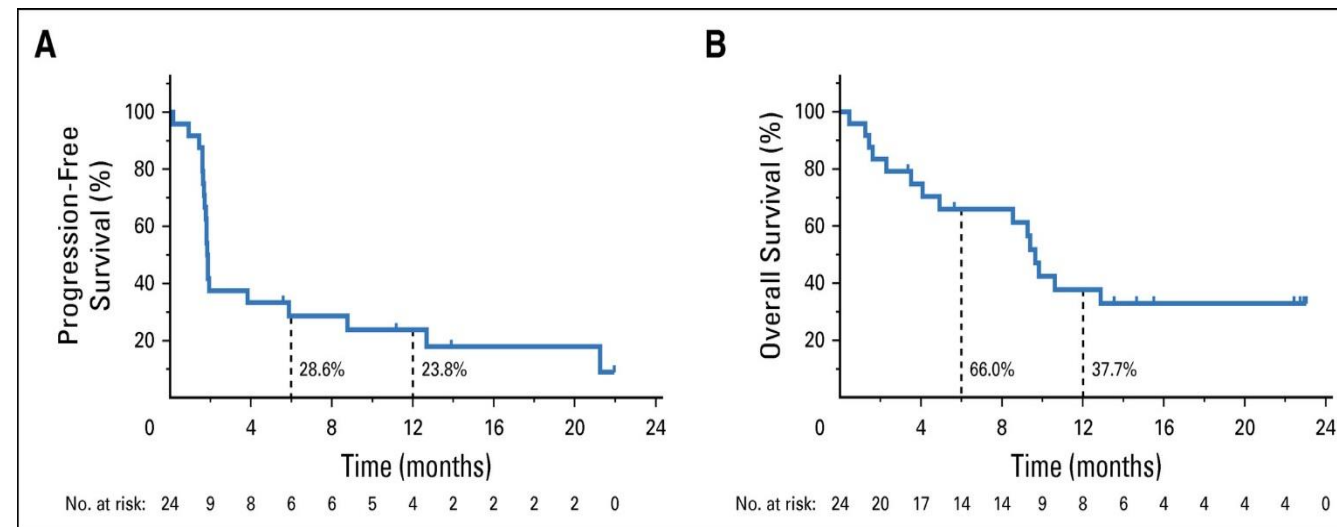 A
Progression-Free
Survival (%)
100
80
60
40
20
28.6%
23.8%
0 4 8 12 16 20 24
Time (months)
No. at risk: 24 9 8 6 6 5 4 2 2 2 2 0
B
Overall Survival (%)
100
80
60
40
20
66.0%
37.7%
0 4 8 12 16 20 24
Time (months)
No. at risk: 24 20 17 14 14 9 8 6 4 4 4 4 0